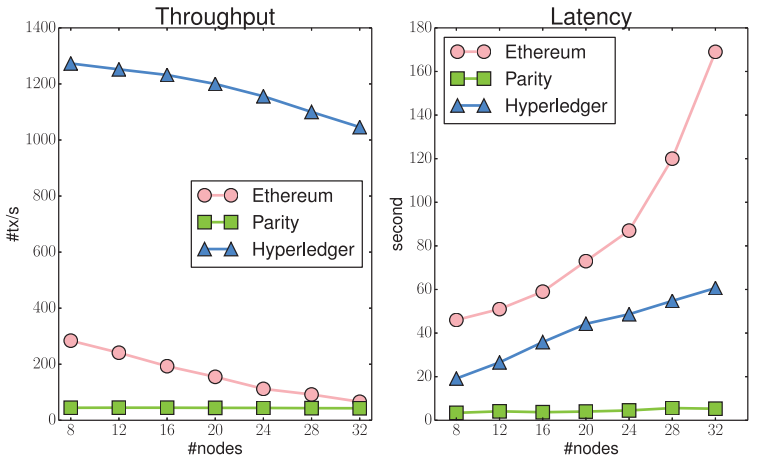 Throughput
1400
1200
1000
800
600
400
200
0
#tx/s
Ethereum
Parity
Hyperledger
8 12 16 20 24 28 32
#nodes
Latency
180
160
140
120
100
80
60
40
20
0
second
Ethereum
Parity
Hyperledger
8 12 16 20 24 28 32
#nodes